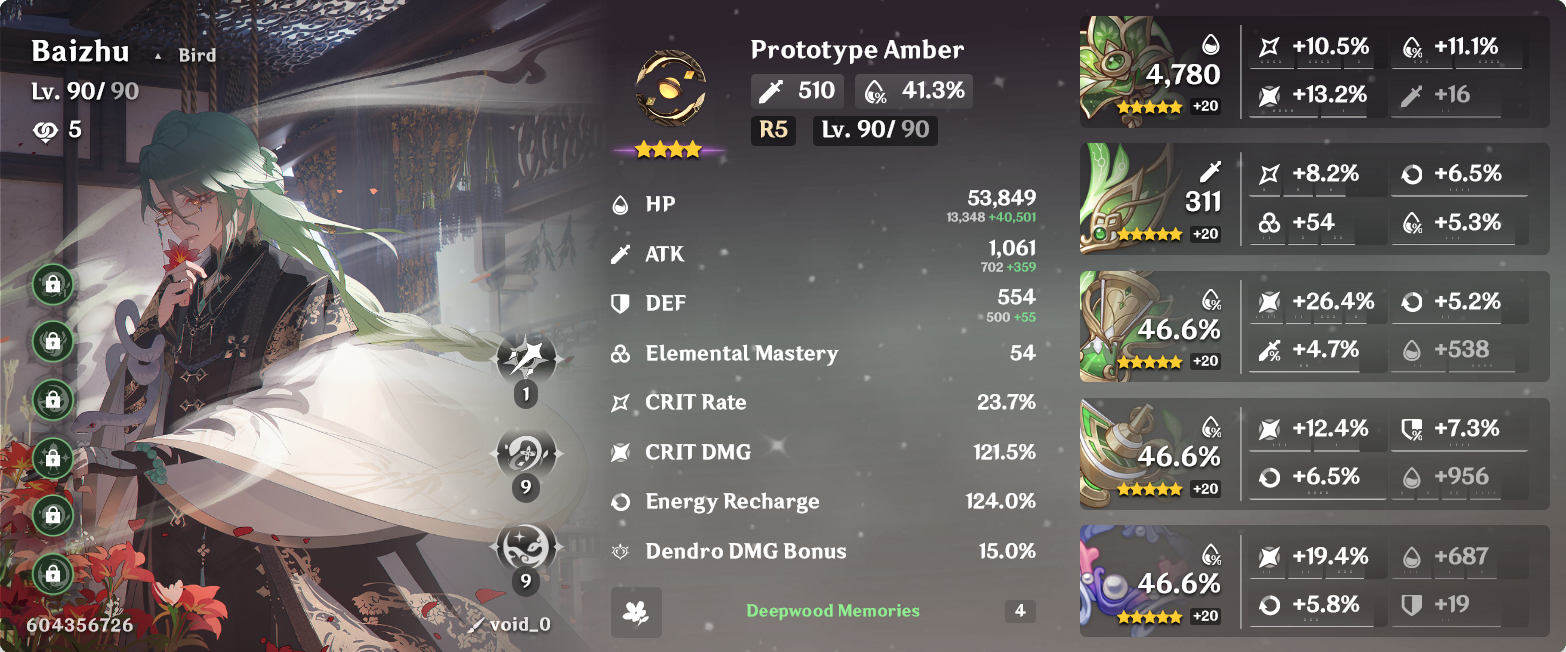 Baizhu ▲ Bird
Lv. 90/ 90
5
1
9
9
604356726
void_0
Prototype Amber
510 41.3%
R5 Lv. 90/ 90
HP 53,849
13,348 +40,501
ATK 1,061
702 +359
DEF 554
500 +55
Elemental Mastery 54
CRIT Rate 23.7%
CRIT DMG 121.5%
Energy Recharge 124.0%
Dendro DMG Bonus 15.0%
Deepwood Memories 4
4,780
+20
+10.5% +11.1%
+13.2% +16
311
+20
+8.2% +6.5%
+54 +5.3%
46.6%
+20
+26.4% +5.2%
+4.7% +538
46.6%
+20
+12.4% +7.3%
+6.5% +956
46.6%
+20
+19.4% +687
+5.8% +19